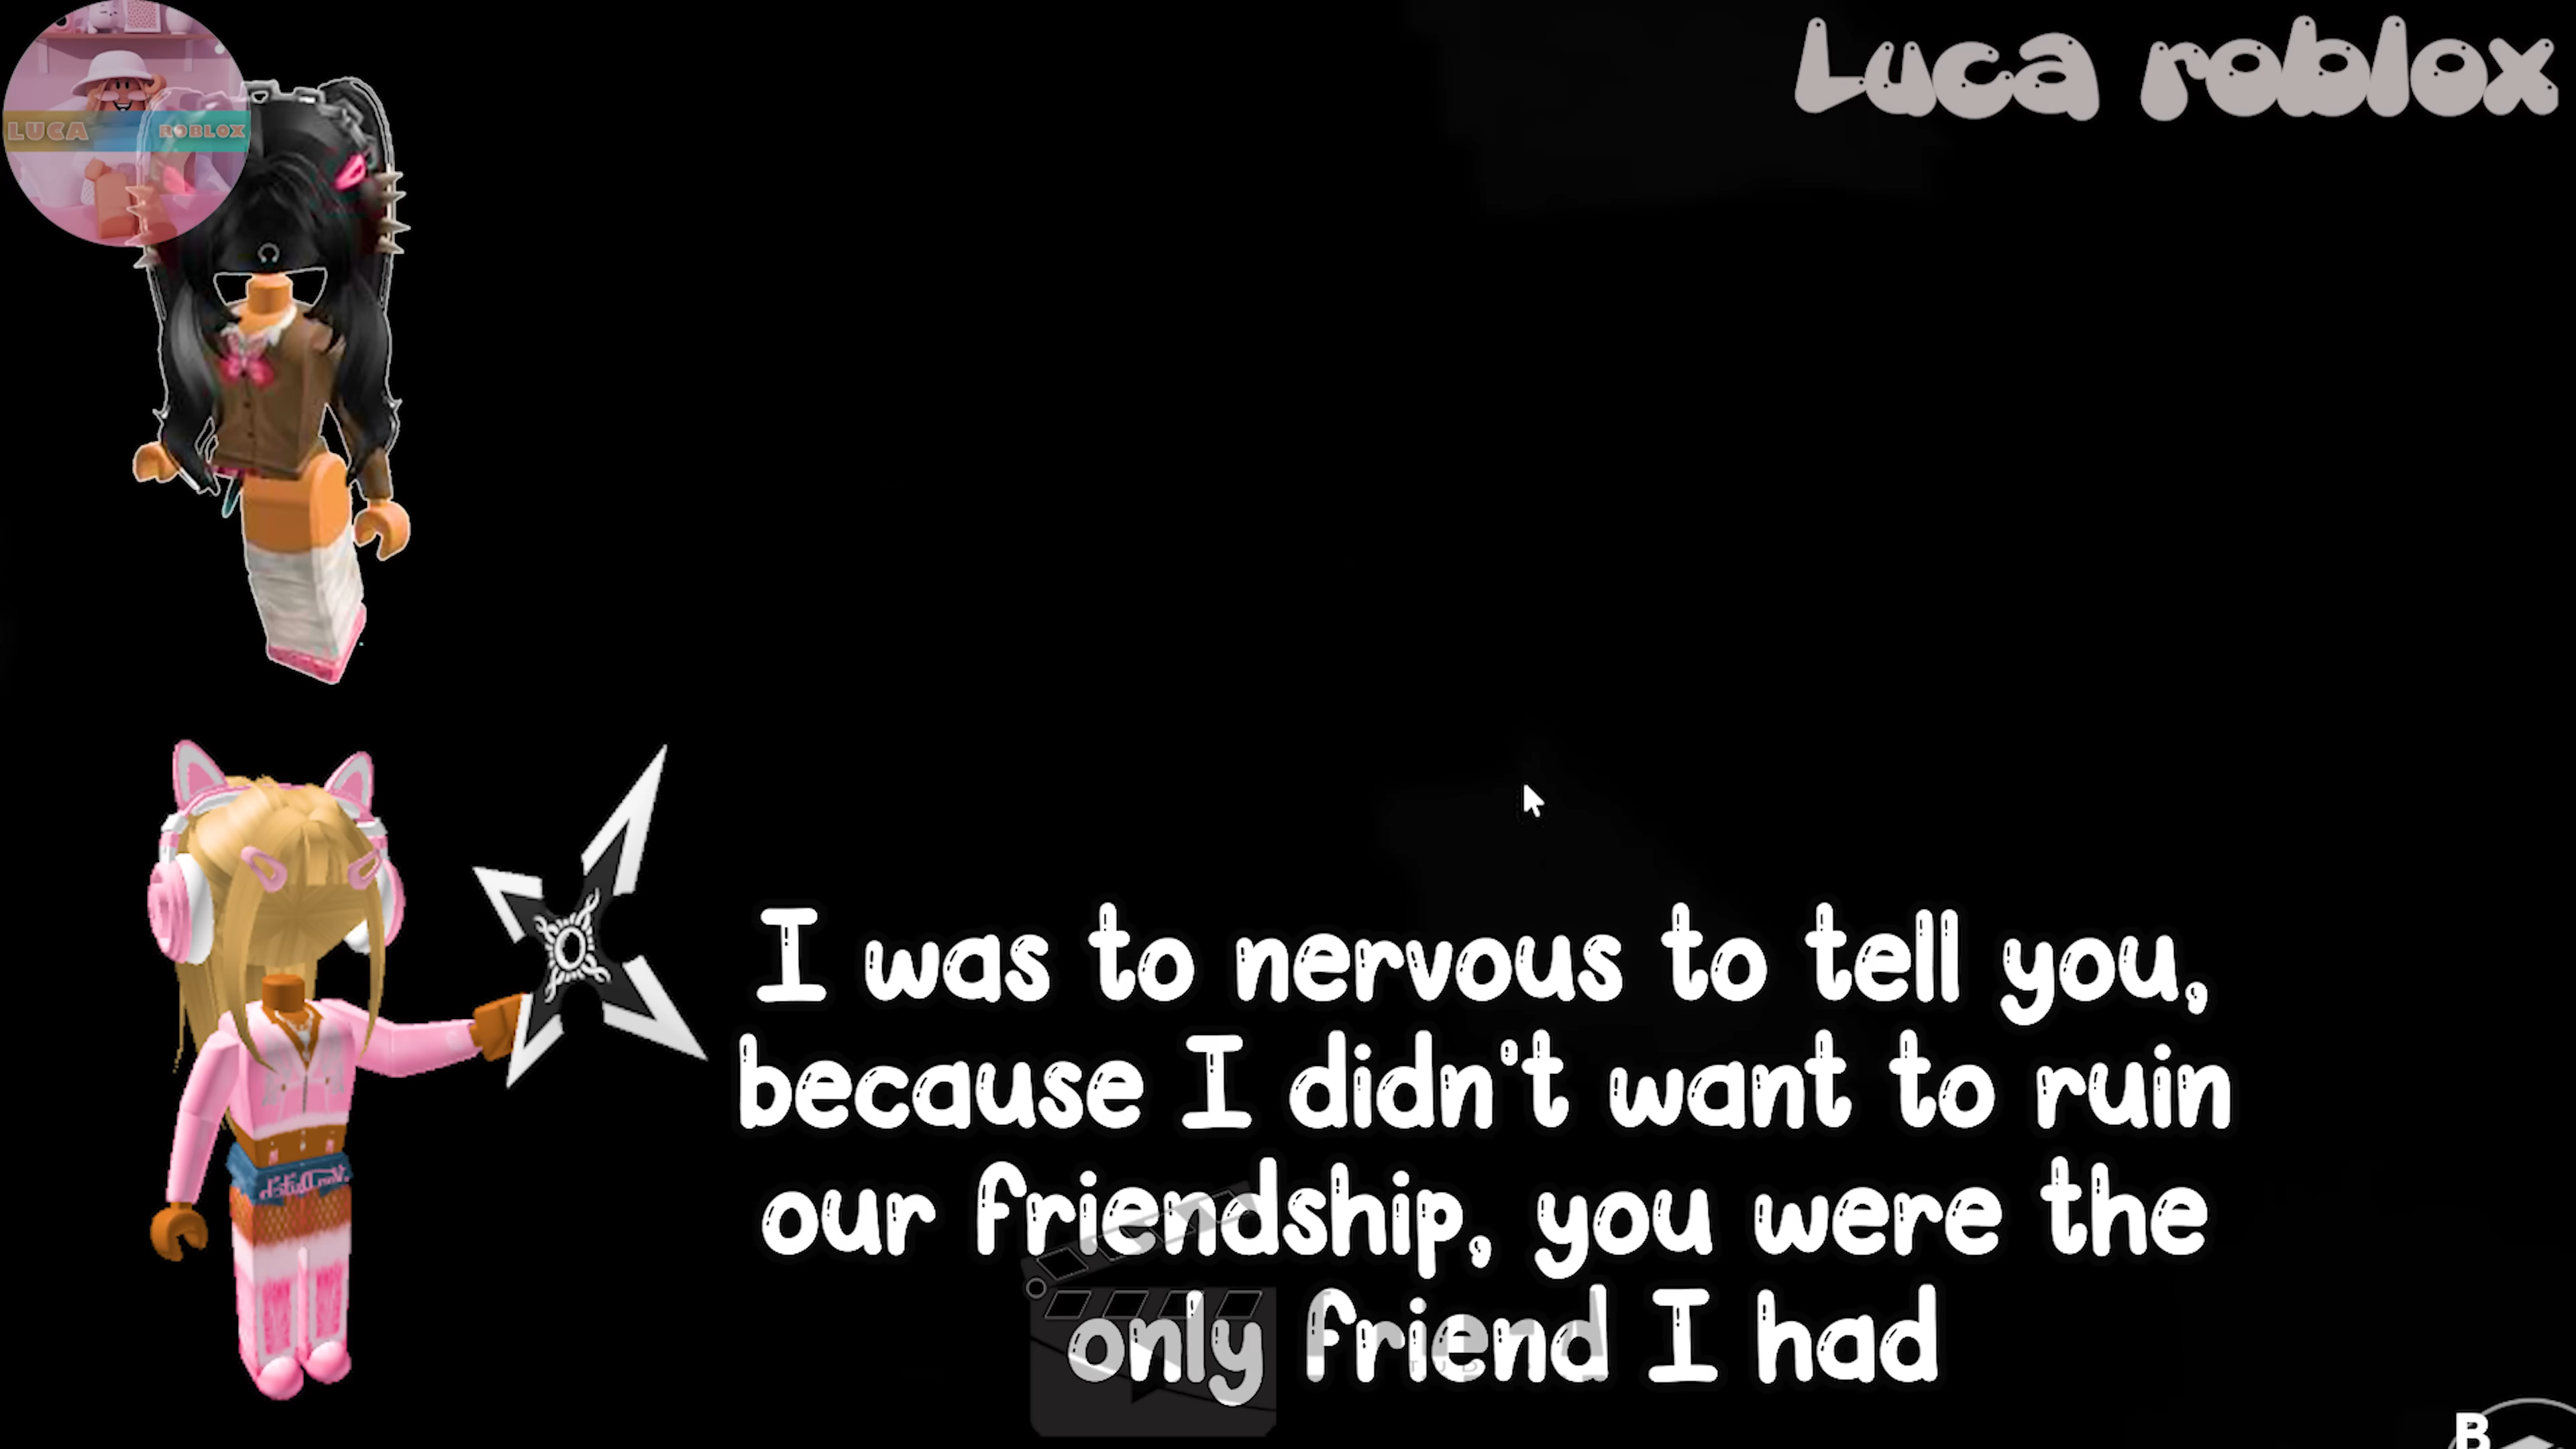 LUCA ROBLOX
Luca roblox
I was to nervous to tell you,
because I didn't want to ruin
our friendship, you were the
only friend I had
B